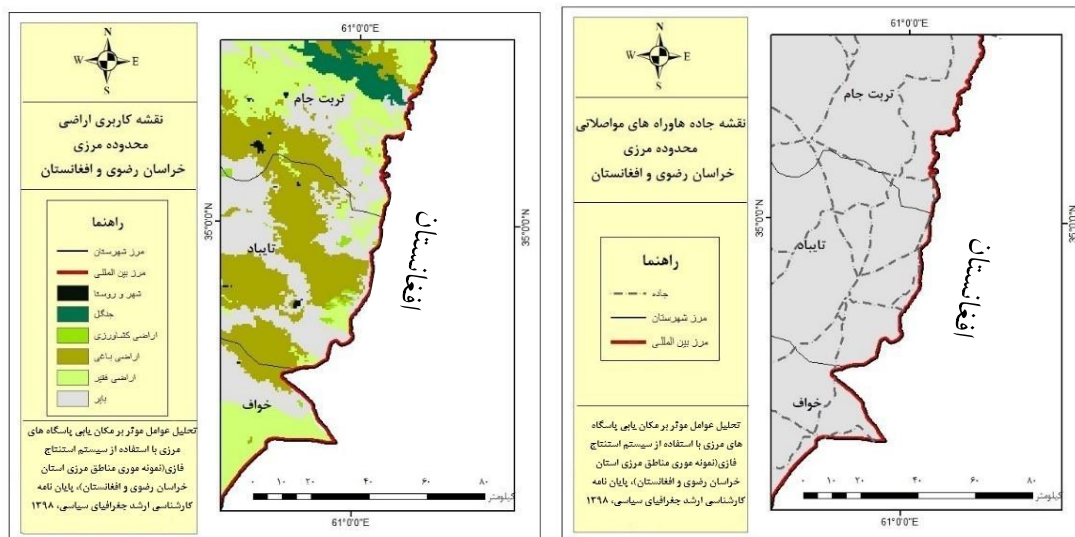 N
W E
S
نقشه کاربری اراضی
محدوده مرزی
خراسان رضوی و افغانستان
راهنما
مرز شهرستان
مرز بین المللی
شهر و روستا
جنگل
اراضی کشاورزی
اراضی باغی
اراضی فقیر
بایر
تحلیل عوامل موثر بر مکان یابی پاسگاه های
مرزی با استفاده از سیستم استنتاج
فازی(نمونه موری مناطق مرزی استان
خراسان رضوی و افغانستان)، پایان نامه
کارشناسی ارشد جغرافیای سیاسی، ۱۳۹۸
61°0'0"E
تربت جام
35°0'0"N
35°0'0"N
تایباد
افغانستان
خواف
۰ ۱۰ ۲۰ ۴۰ ۶۰ ۸۰
کیلومتر
61°0'0"E
N
W E
S
نقشه جاده هاوراه های مواصلاتی
محدوده مرزی
خراسان رضوی و افغانستان
راهنما
جاده
مرز شهرستان
مرز بین المللی
تحلیل عوامل موثر بر مکان یابی پاسگاه
های مرزی با استفاده از سیستم استنتاج
فازی(نمونه موری مناطق مرزی استان
خراسان رضوی و افغانستان)، پایان نامه
کارشناسی ارشد جغرافیای سیاسی، ۱۳۹۸
61°0'0"E
تربت جام
35°0'0"N
35°0'0"N
تایباد
افغانستان
خواف
۰ ۱۰ ۲۰ ۴۰ ۶۰ ۸۰
کیلومتر
61°0'0"E